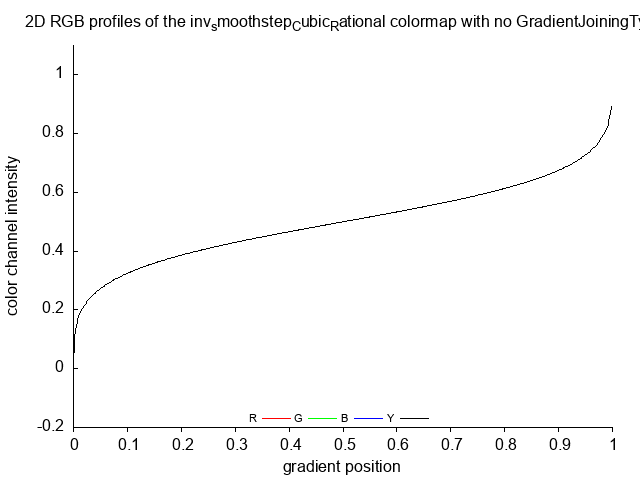 2D RGB profiles of the inv_smoothstep_Cubic_Rational colormap with no GradientJoiningTy
1
0.8
0.6
0.4
0.2
0
-0.2
color channel intensity
R G B Y
0 0.1 0.2 0.3 0.4 0.5 0.6 0.7 0.8 0.9 1
gradient position